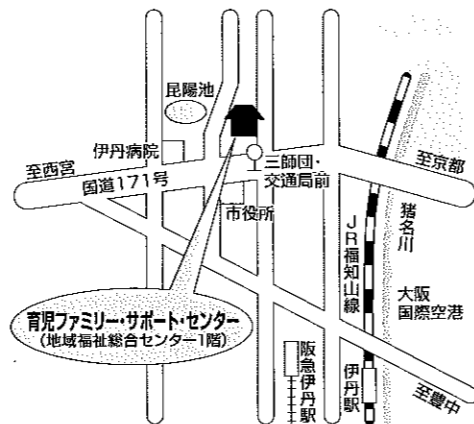 昆陽池
伊丹病院
至西宮
国道171号
三師団・
交通局前
至京都
市役所
猪名川
JR福知山線
大阪
国際空港
育児ファミリー・サポート・センター
(地域福祉総合センター1階)
阪急伊丹駅
伊丹駅
至豊中